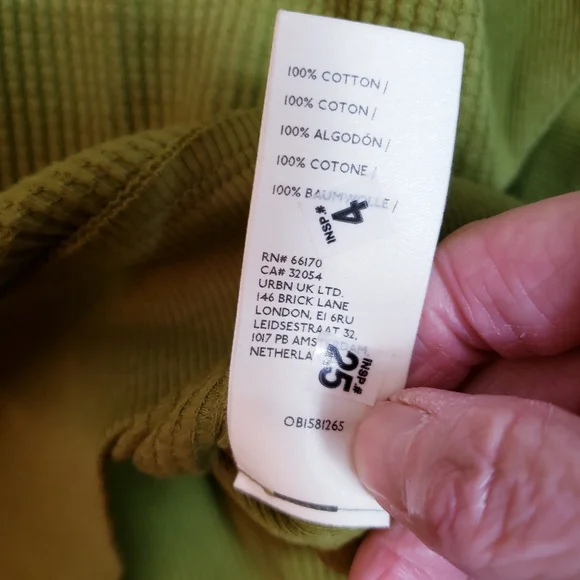 100% COTTON /
100% COTON /
100% ALGODÓN /
100% COTONE /
100% BAUMWOLLE /
INSP.# 4
RN# 66170
CA# 32054
URBN UK LTD.
146 BRICK LANE
LONDON, E1 6RU
LEIDSESTRAAT 32,
1017 PB AMS DAM
NETHERLA
INSP.# 25
OB1581265